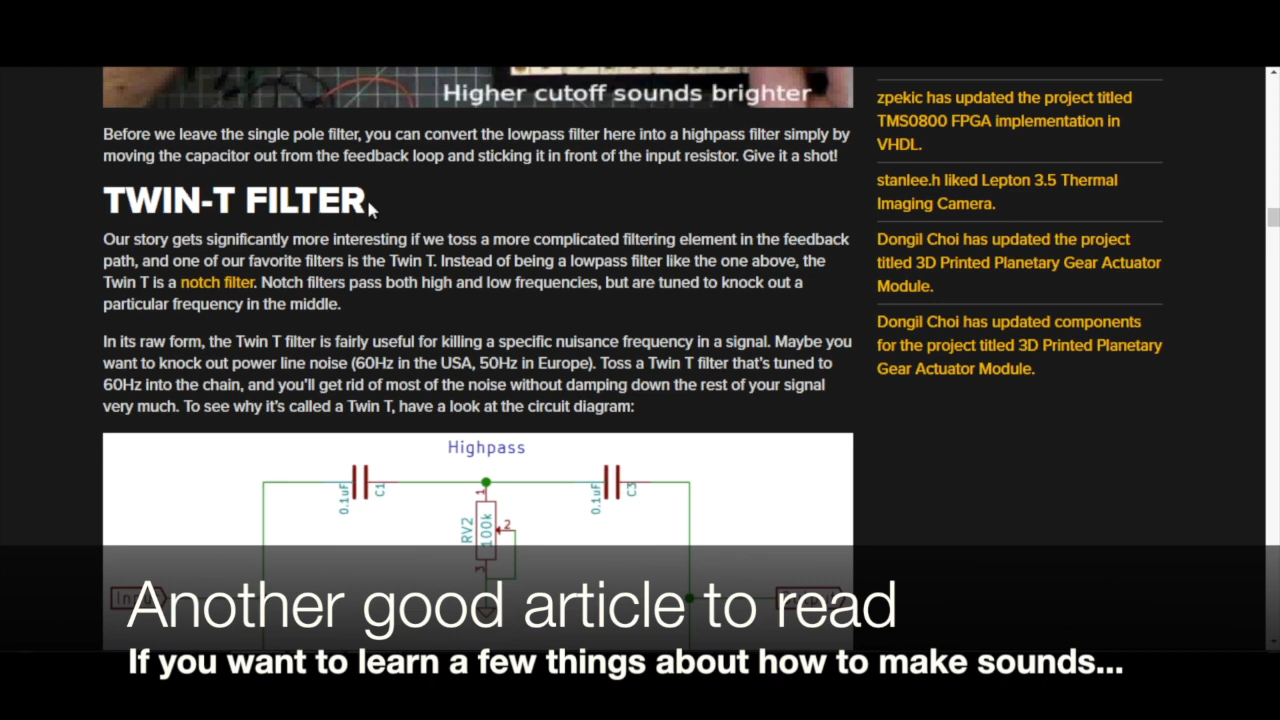 Higher cutoff sounds brighter
Before we leave the single pole filter, you can convert the lowpass filter here into a highpass filter simply by
moving the capacitor out from the feedback loop and sticking it in front of the input resistor. Give it a shot!
TWIN-T FILTER
Our story gets significantly more interesting if we toss a more complicated filtering element in the feedback
path, and one of our favorite filters is the Twin T. Instead of being a lowpass filter like the one above, the
Twin T is a notch filter. Notch filters pass both high and low frequencies, but are tuned to knock out a
particular frequency in the middle.
In its raw form, the Twin T filter is fairly useful for killing a specific nuisance frequency in a signal. Maybe you
want to knock out power line noise (60Hz in the USA, 50Hz in Europe). Toss a Twin T filter that's tuned to
60Hz into the chain, and you'll get rid of most of the noise without damping down the rest of your signal
very much. To see why it's called a Twin T, have a look at the circuit diagram:
Highpass
0.1uF
C1
1
RV2
100k
2
3
0.1uF
C3
zpekic has updated the project titled
TMS0800 FPGA implementation in
VHDL.
stanlee.h liked Lepton 3.5 Thermal
Imaging Camera.
Dongil Choi has updated the project
titled 3D Printed Planetary Gear Actuator
Module.
Dongil Choi has updated components
for the project titled 3D Printed Planetary
Gear Actuator Module.
Another good article to read
If you want to learn a few things about how to make sounds...